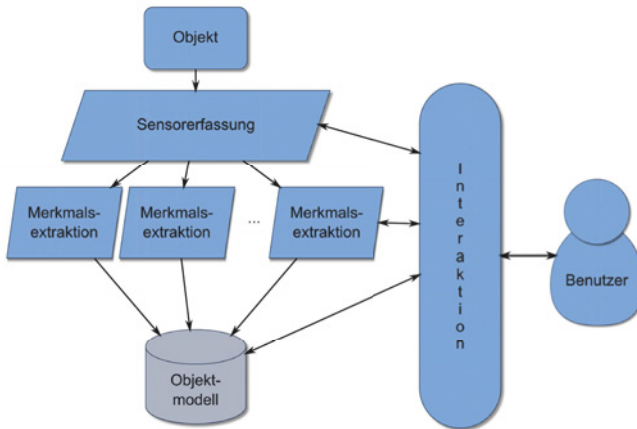 Objekt
Sensorerfassung
Merkmals-
extraktion
Merkmals-
extraktion
...
Merkmals-
extraktion
Interaktion
Benutzer
Objekt-
modell